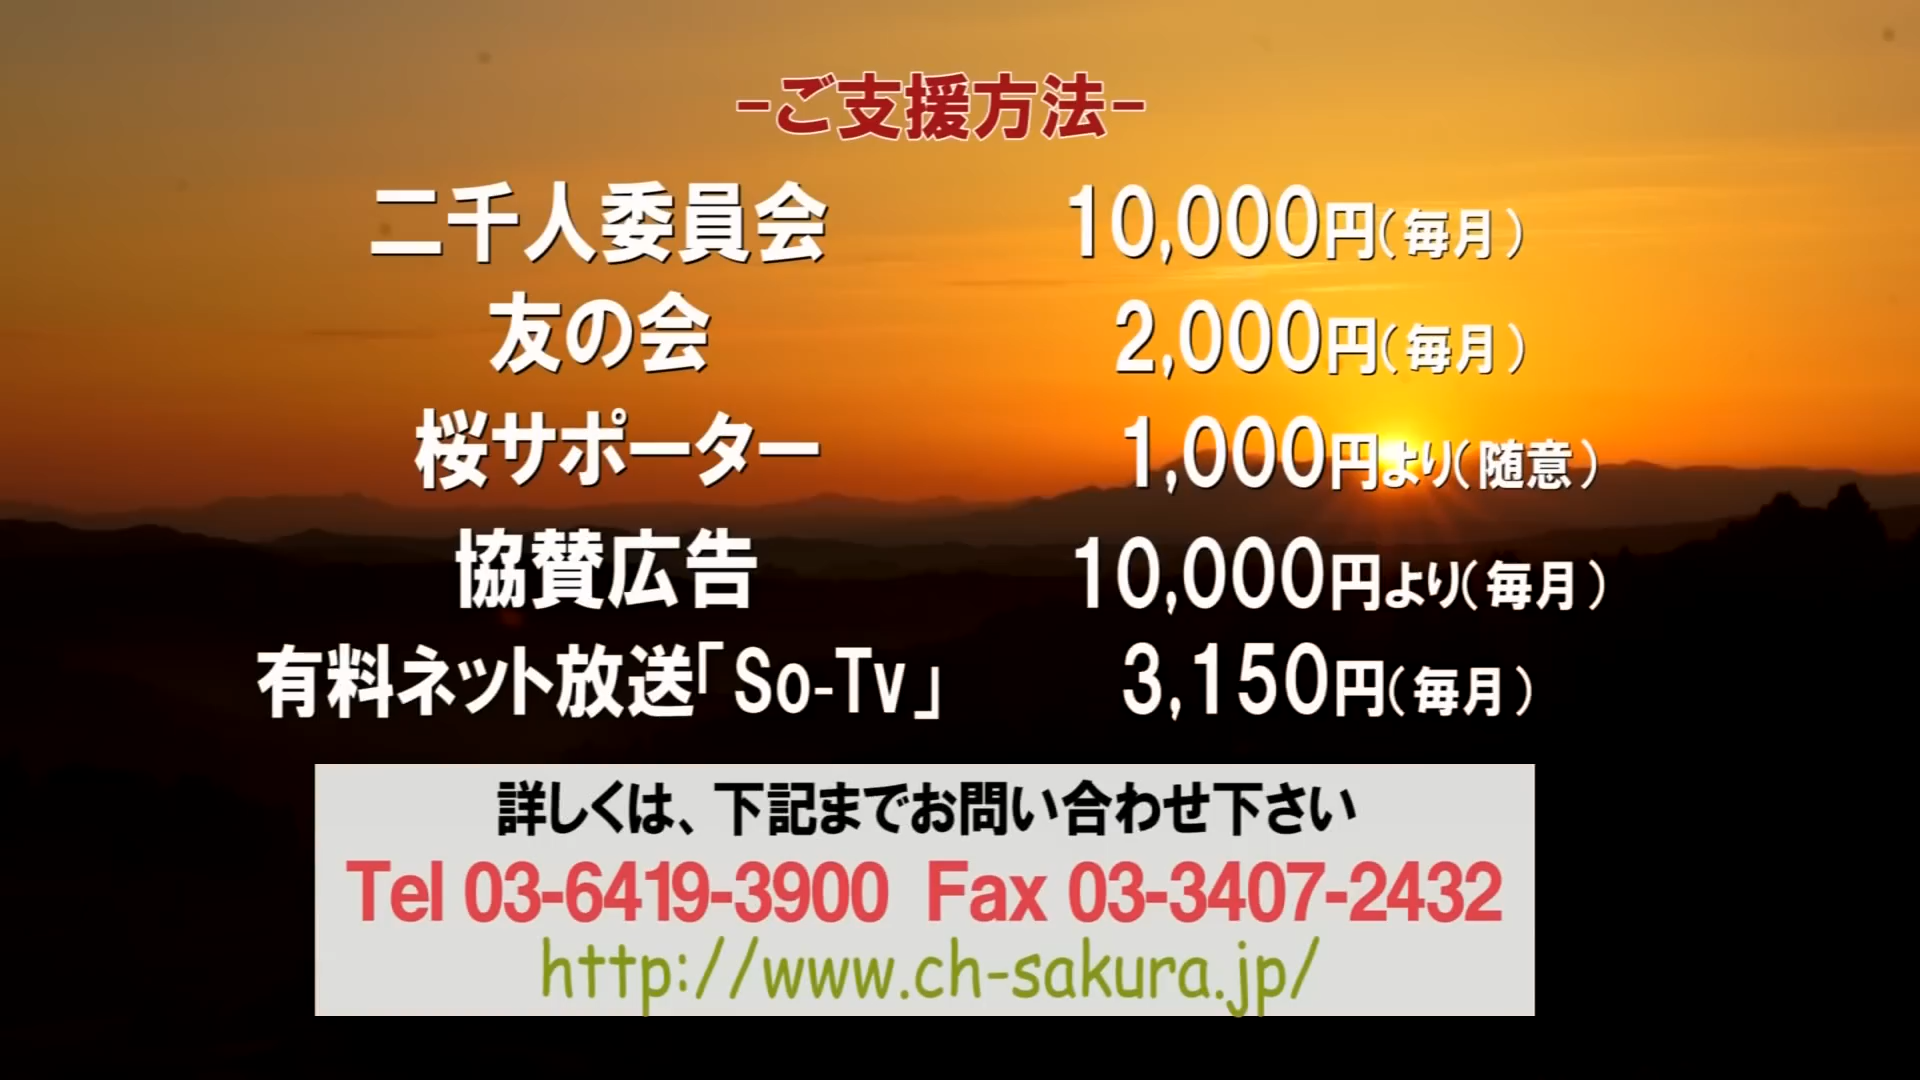 -ご支援方法-
二千人委員会 10,000円(毎月)
友の会 2,000円(毎月)
桜サポーター 1,000円より(随意)
協賛広告 10,000円より(毎月)
有料ネット放送「So-Tv」 3,150円(毎月)
詳しくは、下記までお問い合わせ下さい
Tel 03-6419-3900 Fax 03-3407-2432
http://www.ch-sakura.jp/